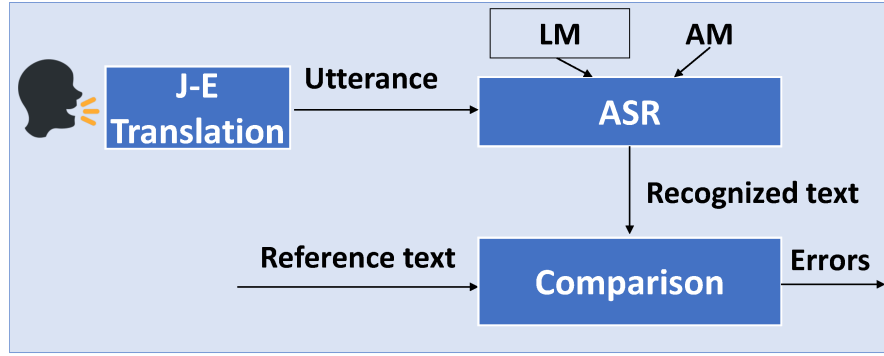 LM
AM
J-E
Translation
Utterance
ASR
Recognized text
Reference text
Comparison
Errors